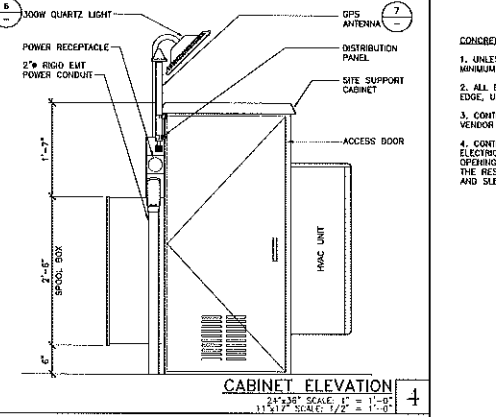 6
300W QUARTZ LIGHT
GPS
ANTENNA
7
POWER RECEPTACLE
DISTRIBUTION
PANEL
2"ø RIGID EMT
POWER CONDUIT
SITE SUPPORT
CABINET
ACCESS DOOR
1'-7"
2'-6"
SPOOL BOX
HVAC UNIT
6"
CABINET ELEVATION
4
24"x36" SCALE: 1" = 1'-0"
11"x17" SCALE: 1/2" = 1'-0"
CONCRE
1. UNLES
MINIMUM
2. ALL
EDGE, U
3. CONT
VENDOR
4. CONT
ELECTRIC
OPENING
THE RES
AND SLE